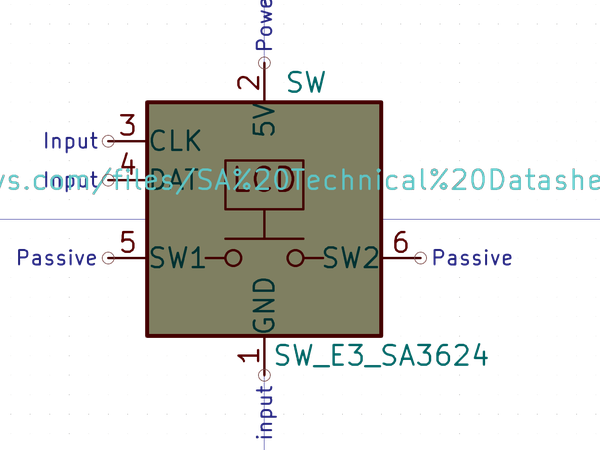 Powe
2
SW
5V
3
Input
CLK
4
Input
DAT
LCD
ys.com/files/SA%20Technical%20Datashe
5
Passive
SW1
SW2
6
Passive
GND
1
SW_E3_SA3624
input